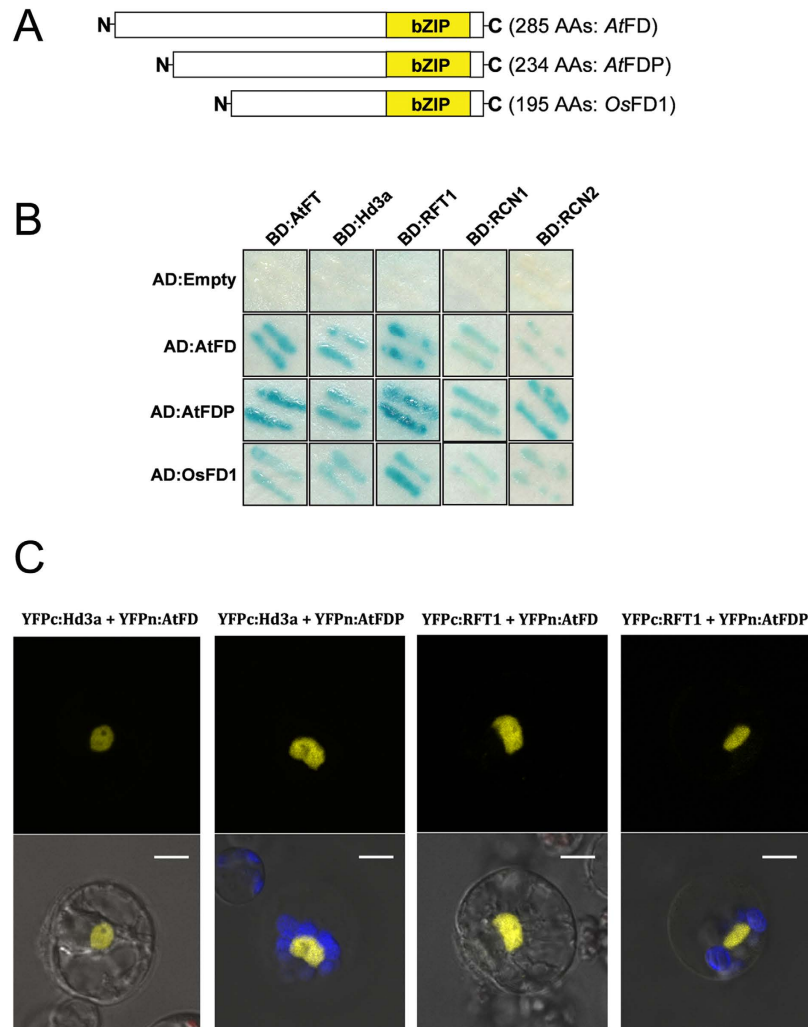 A
N bZIP C (285 AAs: AtFD)
N bZIP C (234 AAs: AtFDP)
N bZIP C (195 AAs: OsFD1)
B
BD:AtFT BD:Hd3a BD:RFT1 BD:RCN1 BD:RCN2
AD:Empty
AD:AtFD
AD:AtFDP
AD:OsFD1
C
YFPc:Hd3a + YFPn:AtFD YFPc:Hd3a + YFPn:AtFDP YFPc:RFT1 + YFPn:AtFD YFPc:RFT1 + YFPn:AtFDP